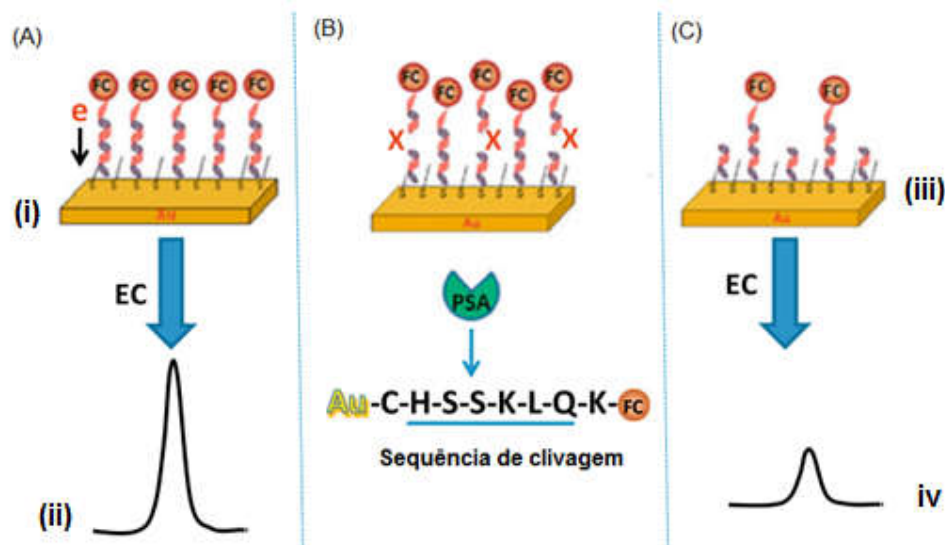 (A)
FC FC FC FC FC
e
Au
(i)
EC
(ii)
(B)
FC FC FC FC FC
X X X
Au
PSA
Au-C-H-S-S-K-L-Q-K-FC
Sequência de clivagem
(C)
FC FC
Au
(iii)
EC
iv